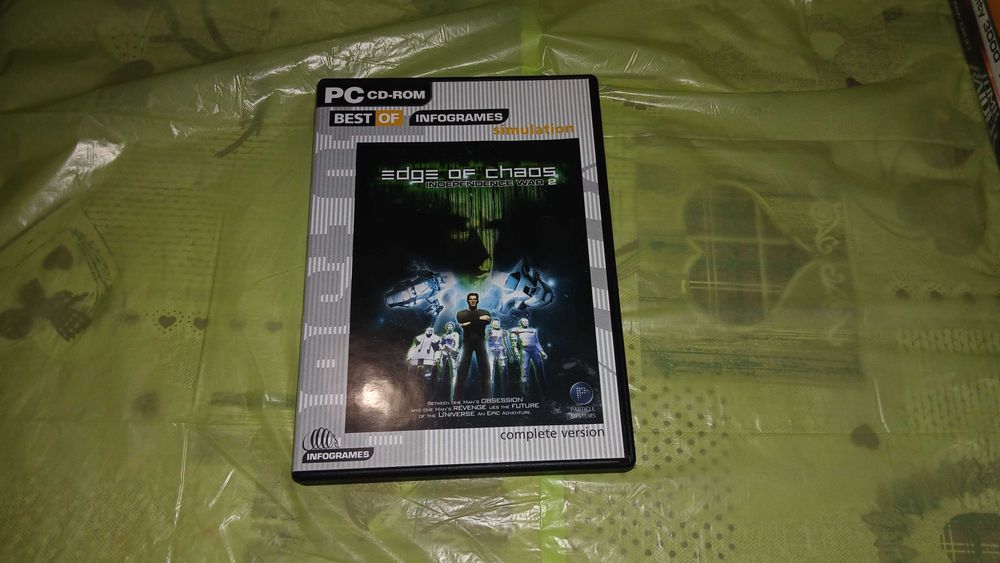 PC CD-ROM
BEST OF INFOGRAMES
simulation
edge of chaos
INDEPENDENCE WAR 2
BETWEEN ONE MAN'S OBSESSION
AND ONE MAN'S REVENGE LIES THE FUTURE
OF THE UNIVERSE AN EPIC ADVENTURE.
PARTICLE
SYSTEMS
complete version
INFOGRAMES